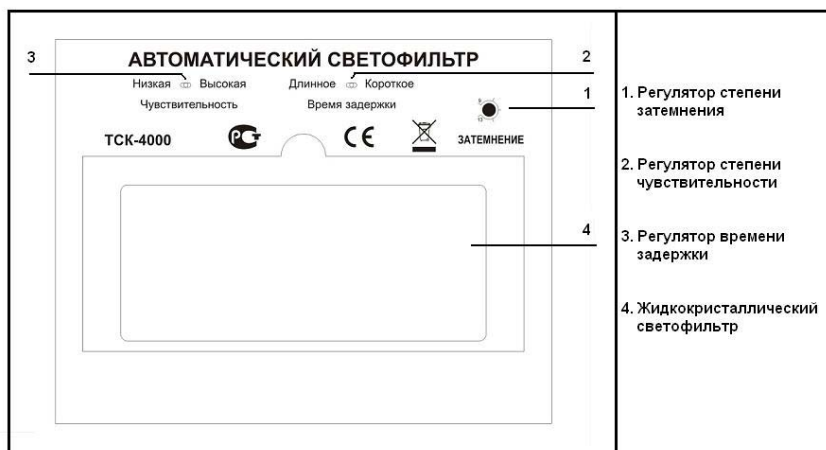 АВТОМАТИЧЕСКИЙ СВЕТОФИЛЬТР
3
2
Низкая Высокая Длинное Короткое
Чувствительность Время задержки
1
ТСК-4000
РСТ
CE
ЗАТЕМНЕНИЕ
4
1. Регулятор степени
затемнения
2. Регулятор степени
чувствительности
3. Регулятор времени
задержки
4. Жидкокристаллический
светофильтр